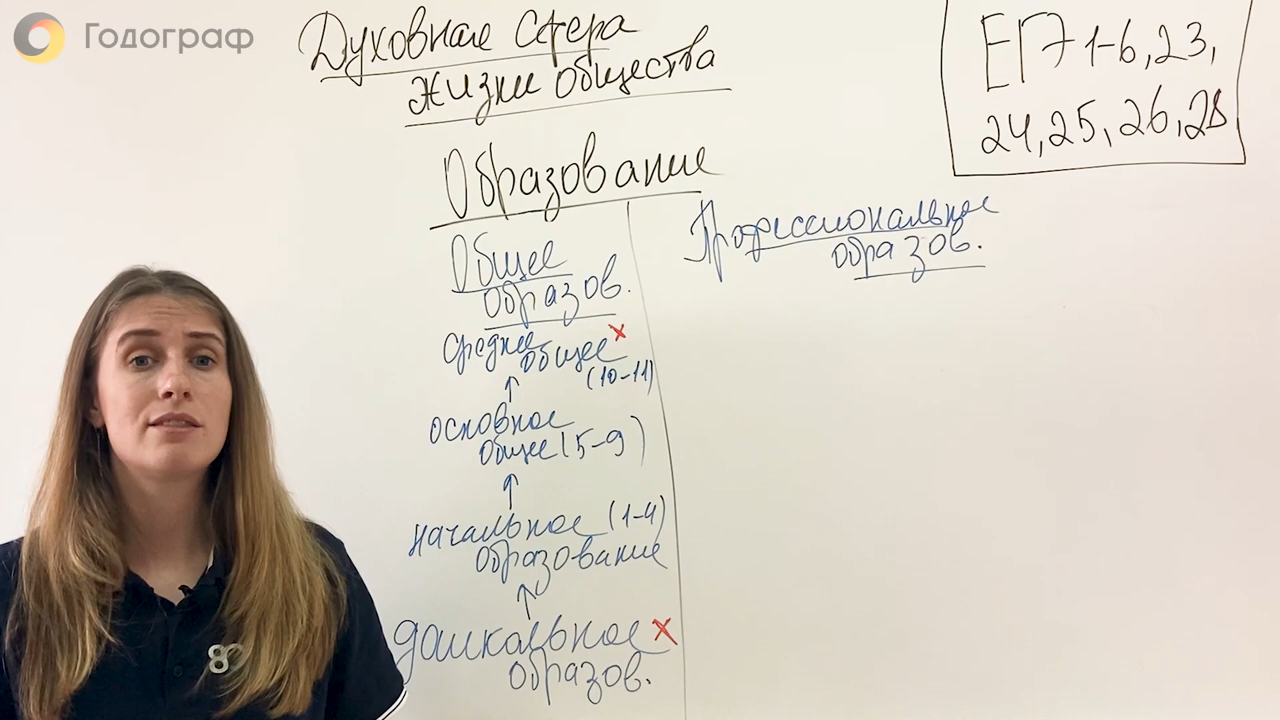 Годограф
Духовная сфера
жизни общества
ЕГЭ 1-6, 23,
24, 25, 26, 28
Образование
Общее
образов.
Профессиональное
образов.
среднее
общее
(10-11)
основное
общее (5-9)
начальное (1-4)
образование
дошкольное
образов.